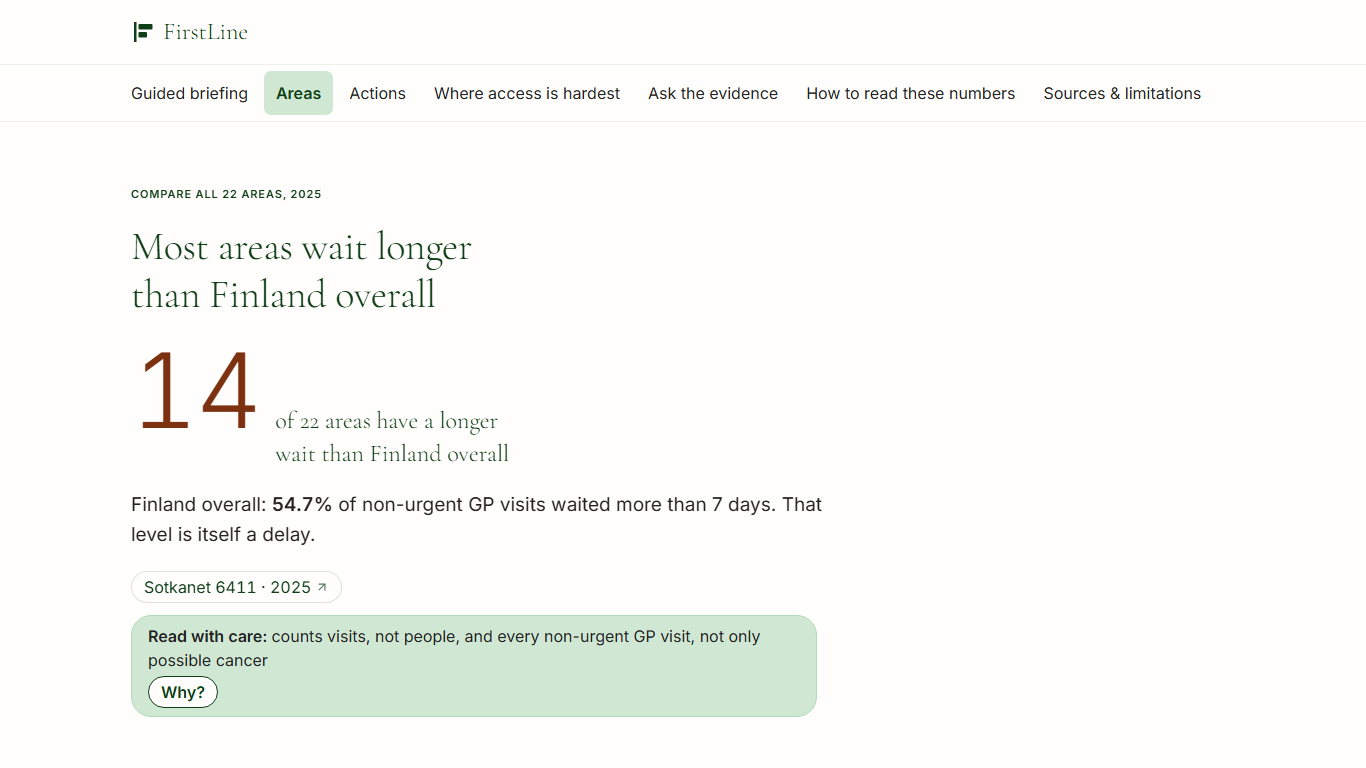 FirstLine
Guided briefing
Areas
Actions
Where access is hardest
Ask the evidence
How to read these numbers
Sources & limitations
COMPARE ALL 22 AREAS, 2025
Most areas wait longer
than Finland overall
14
of 22 areas have a longer
wait than Finland overall
Finland overall: 54.7% of non-urgent GP visits waited more than 7 days. That
level is itself a delay.
Sotkanet 6411 · 2025 ↗
Read with care: counts visits, not people, and every non-urgent GP visit, not only
possible cancer
Why?